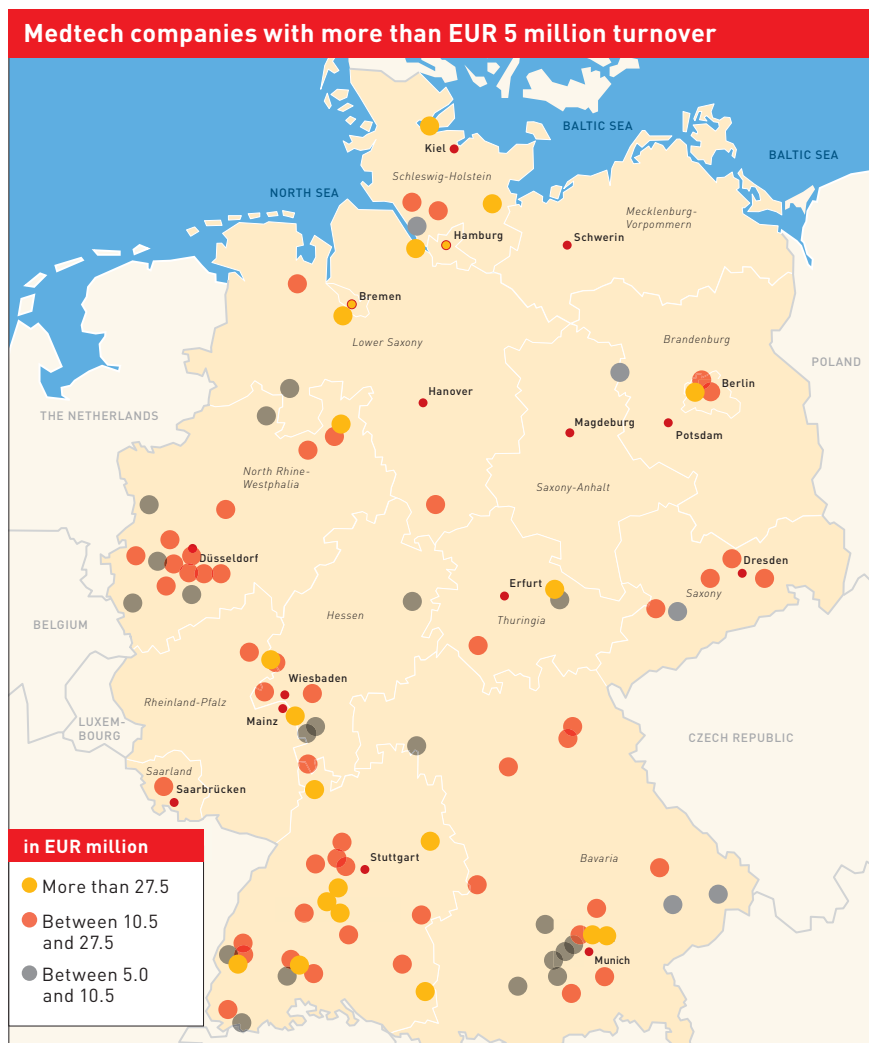 Medtech companies with more than EUR 5 million turnover
BALTIC SEA
Kiel
BALTIC SEA
Schleswig-Holstein
NORTH SEA
Mecklenburg-
Vorpommern
Hamburg
Schwerin
Bremen
Lower Saxony
Brandenburg
POLAND
Berlin
Hanover
THE NETHERLANDS
Magdeburg
Potsdam
North Rhine-
Westphalia
Saxony-Anhalt
Düsseldorf
Dresden
Erfurt
Saxony
Hessen
Thuringia
BELGIUM
Wiesbaden
Rheinland-Pfalz
Mainz
LUXEM-
BOURG
CZECH REPUBLIC
Saarland
Saarbrücken
in EUR million
More than 27.5
Between 10.5
and 27.5
Between 5.0
and 10.5
Stuttgart
Bavaria
Munich